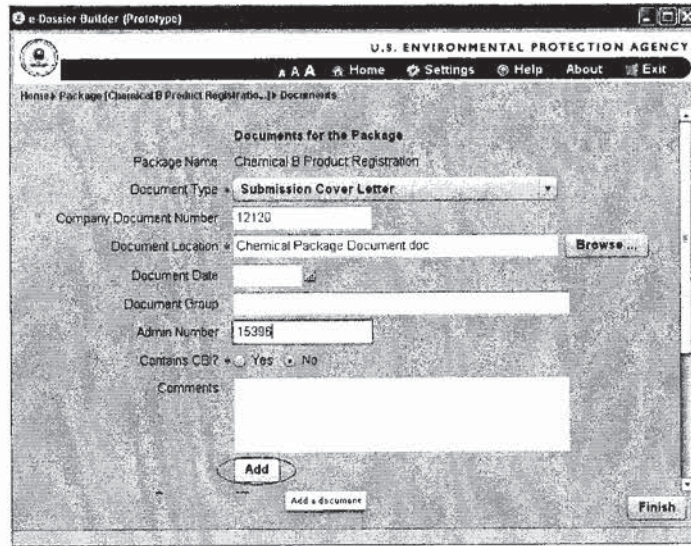 e-Dossier Builder (Prototype)
U.S. ENVIRONMENTAL PROTECTION AGENCY
A A A Home Settings Help About Exit
Home Package [Chemical B Product Registratio...] Documents
Documents for the Package
Package Name Chemical B Product Registration
Document Type * Submission Cover Letter
Company Document Number 12120
Document Location * Chemical Package Document doc Browse ...
Document Date
Document Group
Admin Number 15396
Contains CBI? * Yes No
Comments
Add
Add a document
Finish